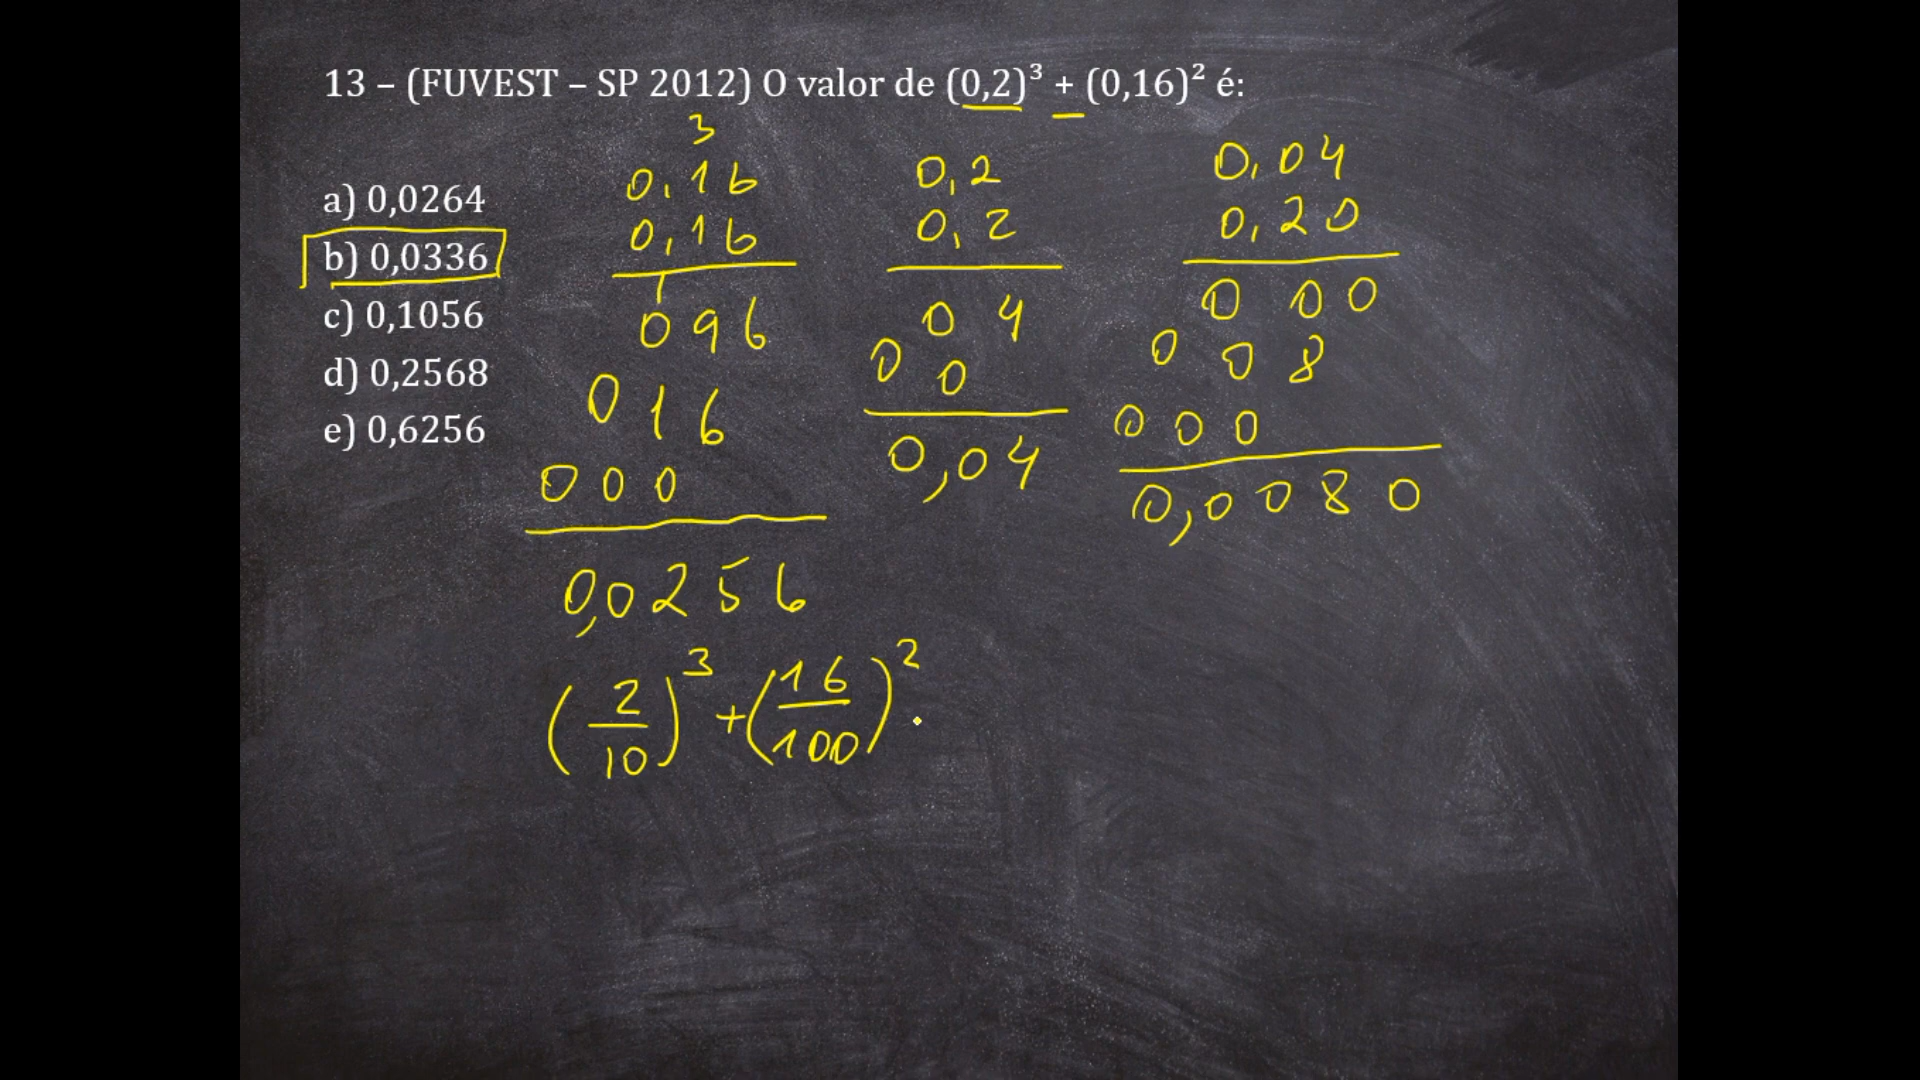 13 – (FUVEST – SP 2012) O valor de (0,2)³ + (0,16)² é:
a) 0,0264
b) 0,0336
c) 0,1056
d) 0,2568
e) 0,6256
3
0,16
0,16
1
096
016
000
0,0256
0,2
0,2
04
00
0,04
0,04
0,20
000
008
000
0,0080
(2/10)³ + (16/100)²